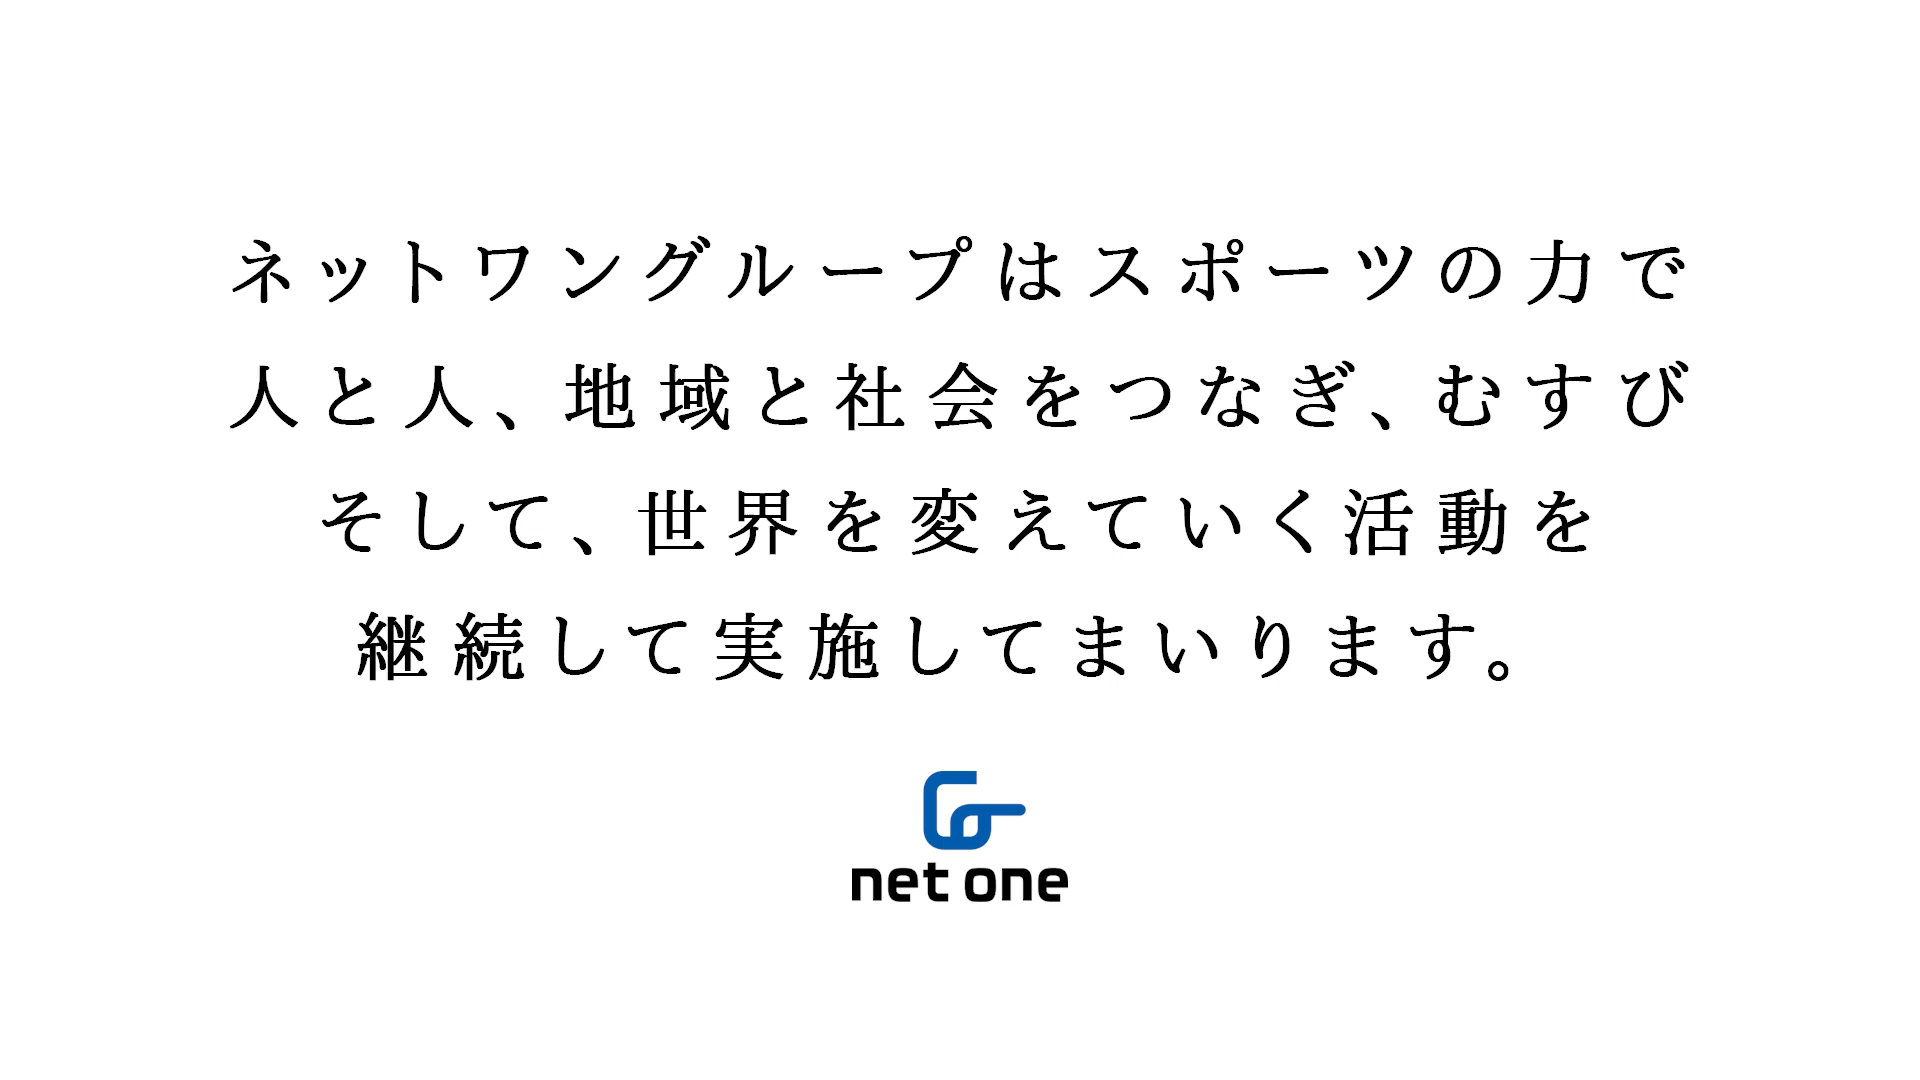 ネットワングループはスポーツの力で
人と人、地域と社会をつなぎ、むすび
そして、世界を変えていく活動を
継続して実施してまいります。
net one